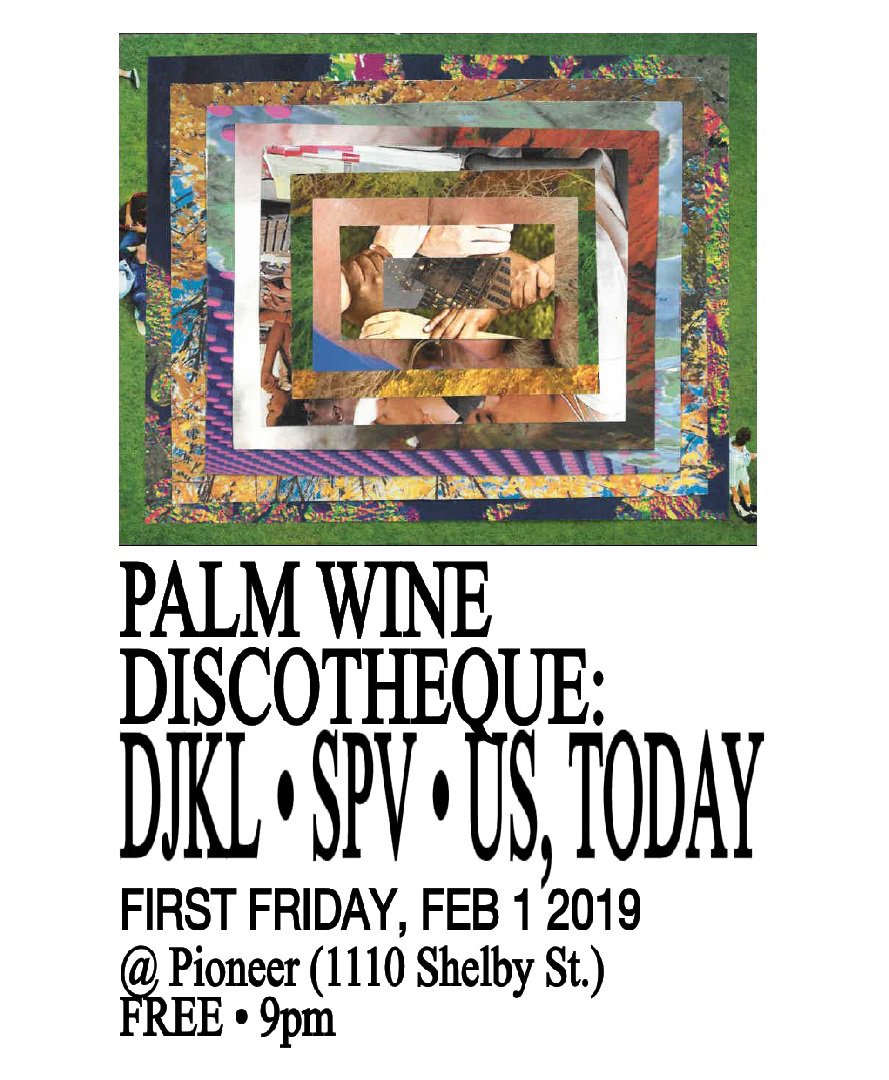 PALM WINE
DISCOTHEQUE:
DJKL • SPV • US, TODAY
FIRST FRIDAY, FEB 1 2019
@ Pioneer (1110 Shelby St.)
FREE • 9pm